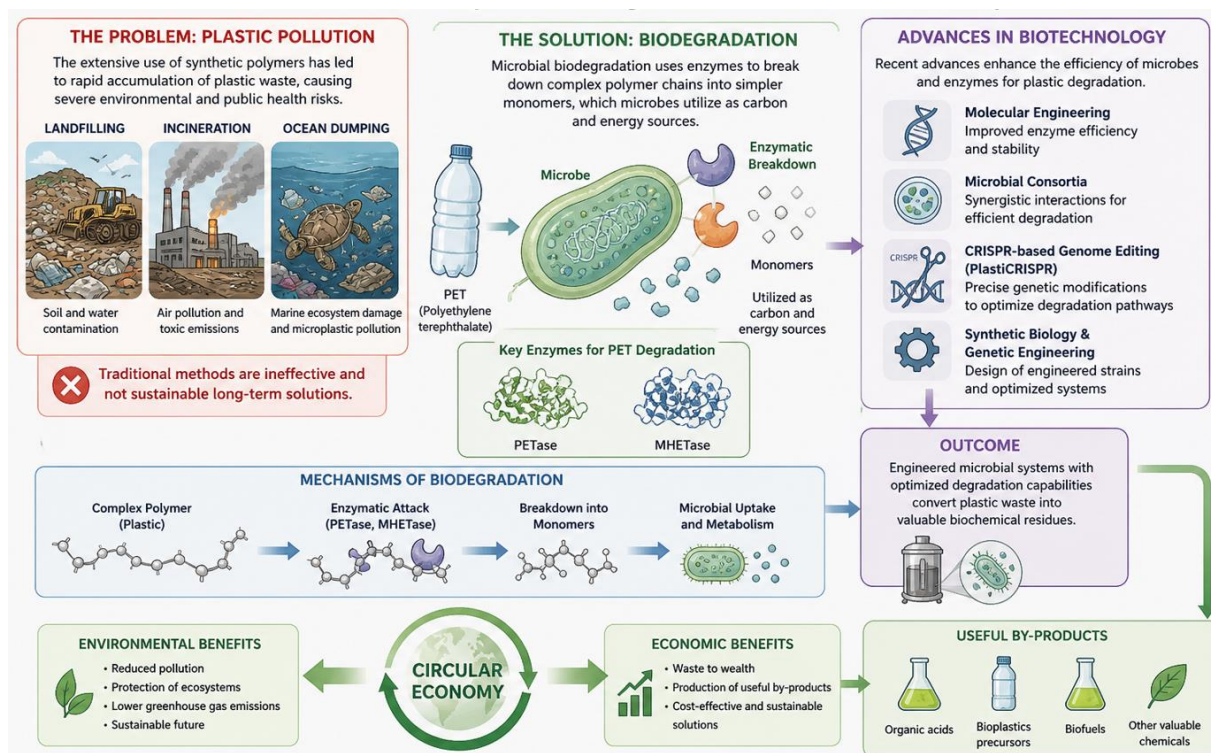 THE PROBLEM: PLASTIC POLLUTION
The extensive use of synthetic polymers has led
to rapid accumulation of plastic waste, causing
severe environmental and public health risks.
LANDFILLING
INCINERATION
OCEAN DUMPING
Soil and water
contamination
Air pollution and
toxic emissions
Marine ecosystem damage
and microplastic pollution
Traditional methods are ineffective and
not sustainable long-term solutions.
THE SOLUTION: BIODEGRADATION
Microbial biodegradation uses enzymes to break
down complex polymer chains into simpler
monomers, which microbes utilize as carbon
and energy sources.
Microbe
Enzymatic
Breakdown
PET
(Polyethylene
terephthalate)
Monomers
Utilized as
carbon and
energy sources
Key Enzymes for PET Degradation
PETase
MHETase
ADVANCES IN BIOTECHNOLOGY
Recent advances enhance the efficiency of microbes
and enzymes for plastic degradation.
Molecular Engineering
Improved enzyme efficiency
and stability
Microbial Consortia
Synergistic interactions for
efficient degradation
CRISPR
CRISPR-based Genome Editing
(PlastiCRISPR)
Precise genetic modifications
to optimize degradation pathways
Synthetic Biology &
Genetic Engineering
Design of engineered strains
and optimized systems
OUTCOME
Engineered microbial systems with
optimized degradation capabilities
convert plastic waste into
valuable biochemical residues.
MECHANISMS OF BIODEGRADATION
Complex Polymer
(Plastic)
Enzymatic Attack
(PETase, MHETase)
Breakdown into
Monomers
Microbial Uptake
and Metabolism
ENVIRONMENTAL BENEFITS
• Reduced pollution
• Protection of ecosystems
• Lower greenhouse gas emissions
• Sustainable future
CIRCULAR
ECONOMY
ECONOMIC BENEFITS
• Waste to wealth
• Production of useful by-products
• Cost-effective and sustainable
solutions
USEFUL BY-PRODUCTS
Organic acids
Bioplastics
precursors
Biofuels
Other valuable
chemicals